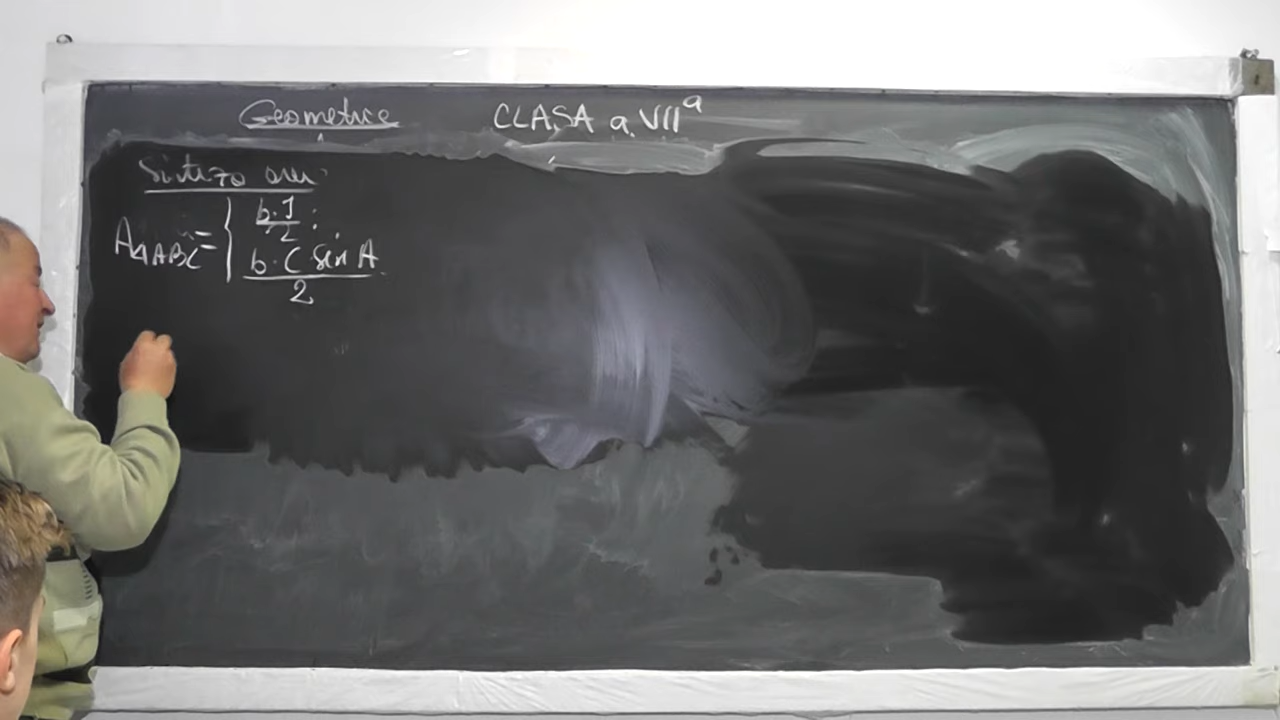 Geometrie CLASA a VII a
Sinteză arii:
A△ABC = { b·î/2 ;
b·c·sin A / 2